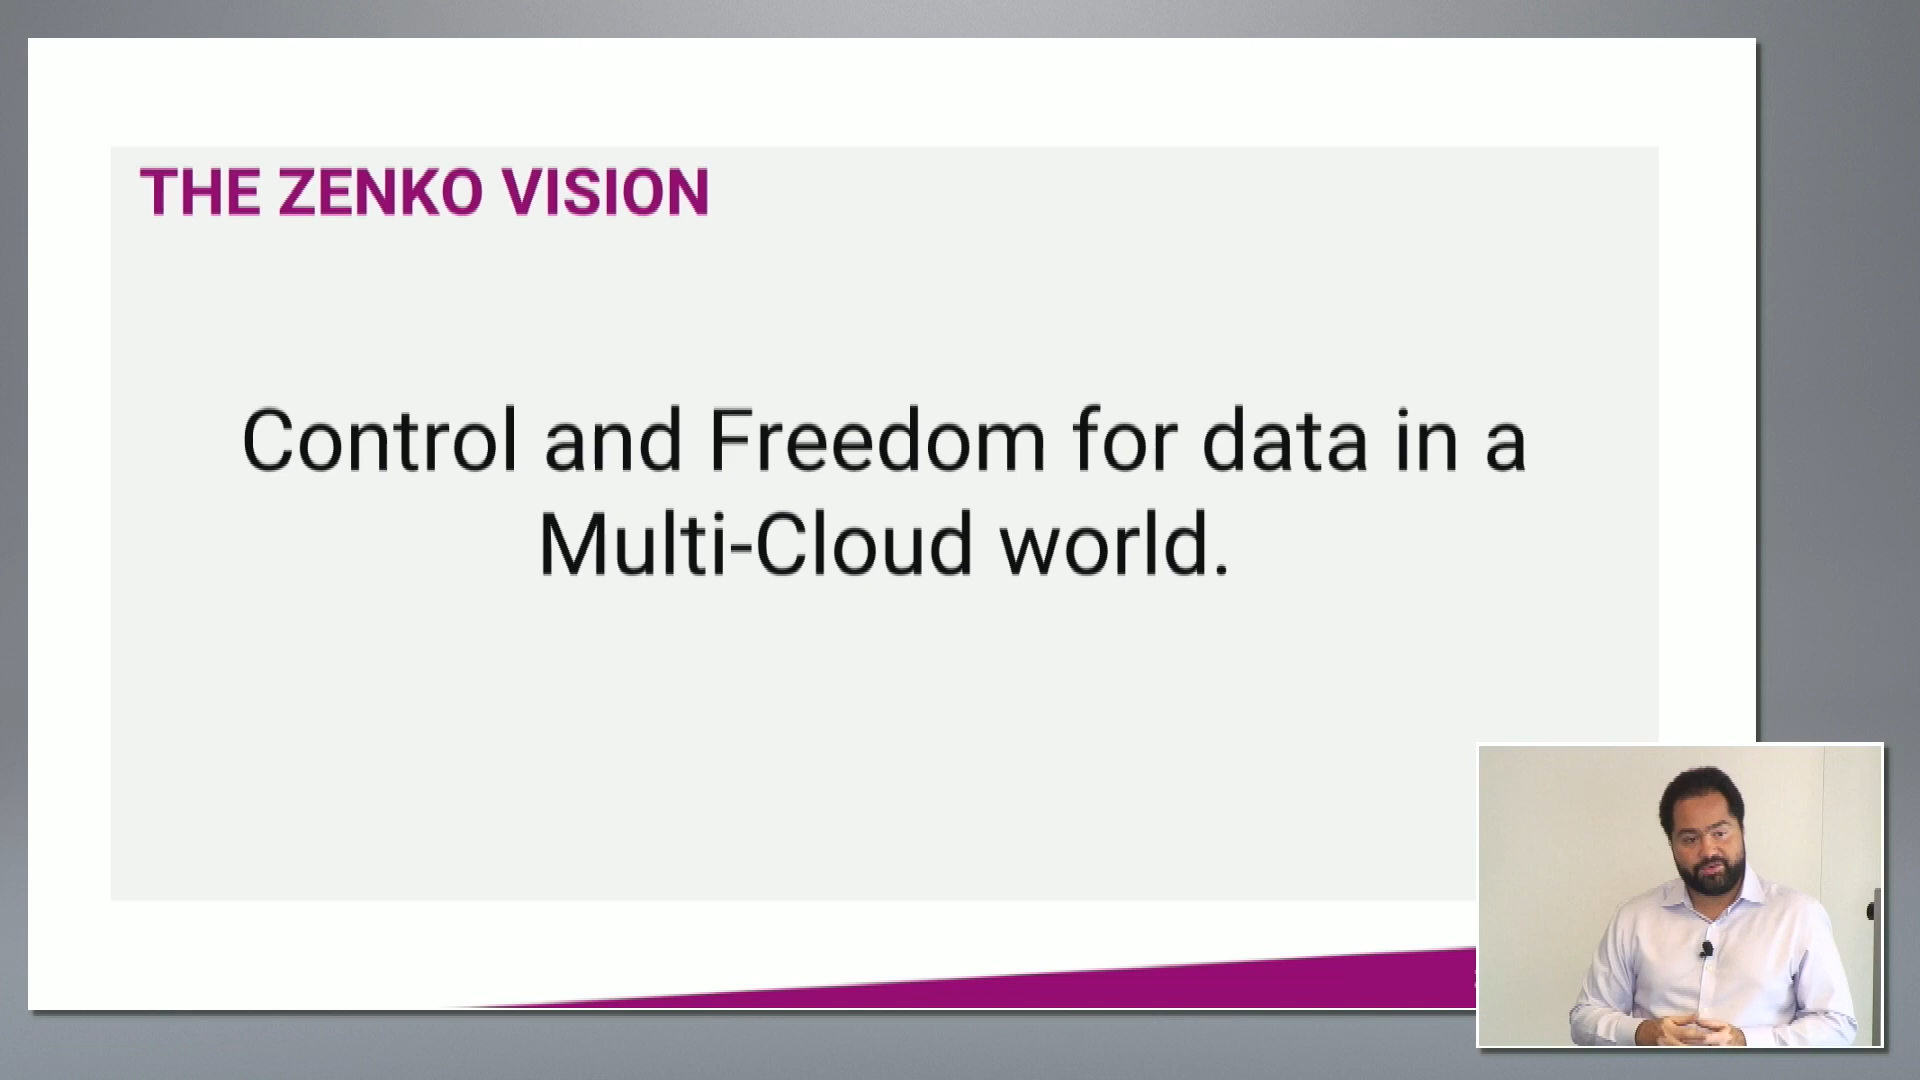 THE ZENKO VISION
Control and Freedom for data in a
Multi-Cloud world.